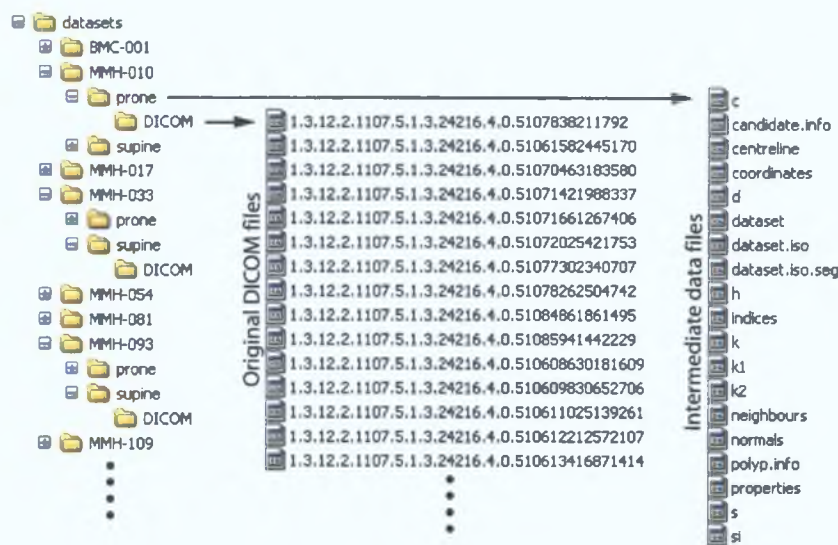 datasets
BMC-001
MMH-010
prone
DICOM
supine
MMH-017
MMH-033
prone
supine
DICOM
MMH-054
MMH-081
MMH-093
prone
supine
DICOM
MMH-109
Original DICOM files
1.3.12.2.1107.5.1.3.24216.4.0.5107838211792
1.3.12.2.1107.5.1.3.24216.4.0.51061582445170
1.3.12.2.1107.5.1.3.24216.4.0.51070463183580
1.3.12.2.1107.5.1.3.24216.4.0.51071421988337
1.3.12.2.1107.5.1.3.24216.4.0.51071661267406
1.3.12.2.1107.5.1.3.24216.4.0.51072025421753
1.3.12.2.1107.5.1.3.24216.4.0.51077302340707
1.3.12.2.1107.5.1.3.24216.4.0.51078262504742
1.3.12.2.1107.5.1.3.24216.4.0.51084861861495
1.3.12.2.1107.5.1.3.24216.4.0.51085941442229
1.3.12.2.1107.5.1.3.24216.4.0.510608630181609
1.3.12.2.1107.5.1.3.24216.4.0.510609830652706
1.3.12.2.1107.5.1.3.24216.4.0.510611025139261
1.3.12.2.1107.5.1.3.24216.4.0.510612212572107
1.3.12.2.1107.5.1.3.24216.4.0.510613416871414
Intermediate data files
c
candidate.info
centreline
coordinates
d
dataset
dataset.iso
dataset.iso.seg
h
indices
k
k1
k2
neighbours
normals
polyp.info
properties
s
si